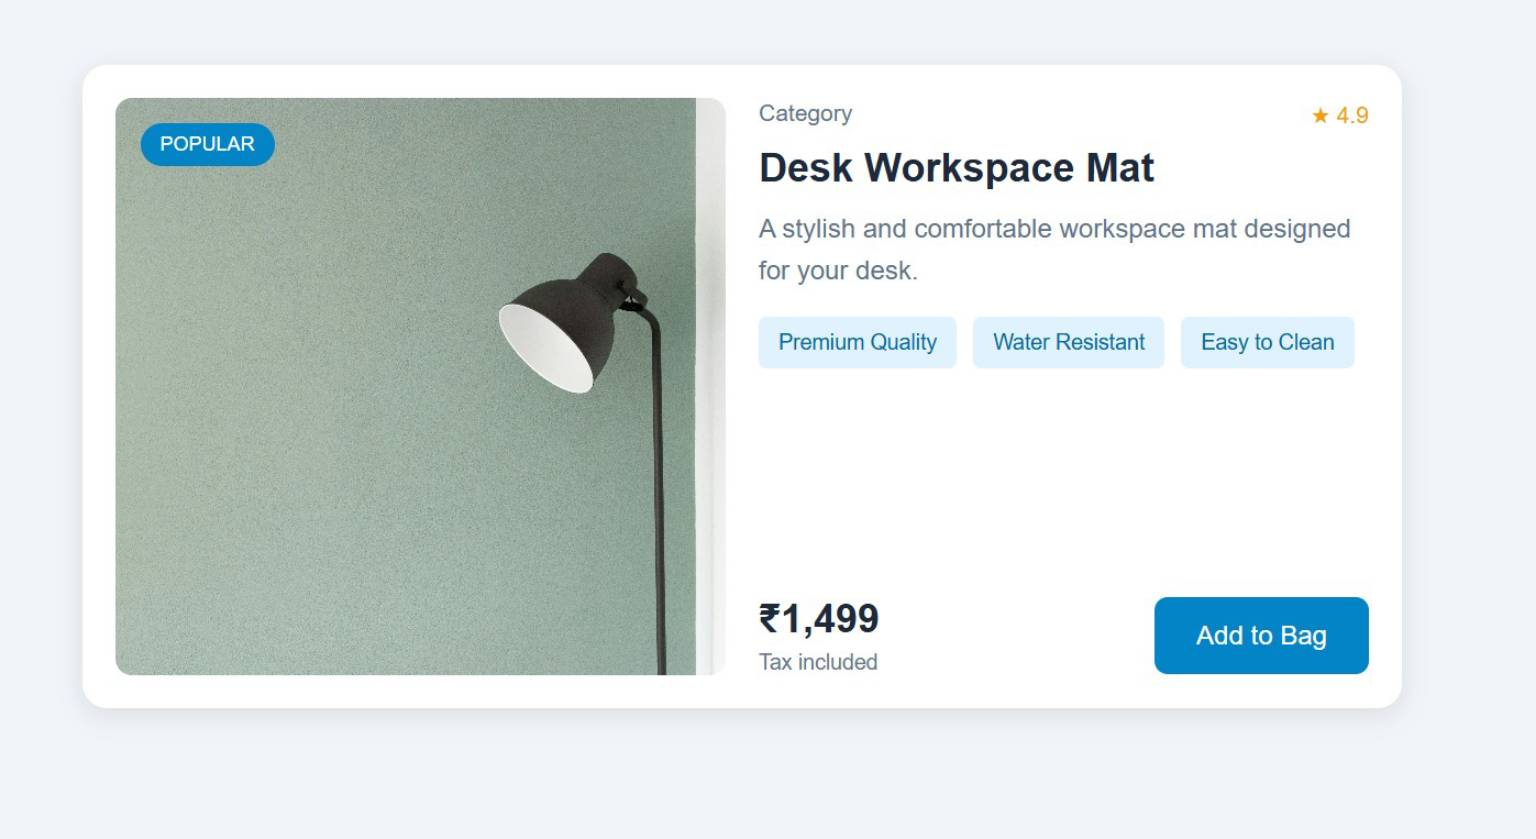 POPULAR
Category
★ 4.9
Desk Workspace Mat
A stylish and comfortable workspace mat designed
for your desk.
Premium Quality
Water Resistant
Easy to Clean
₹1,499
Tax included
Add to Bag